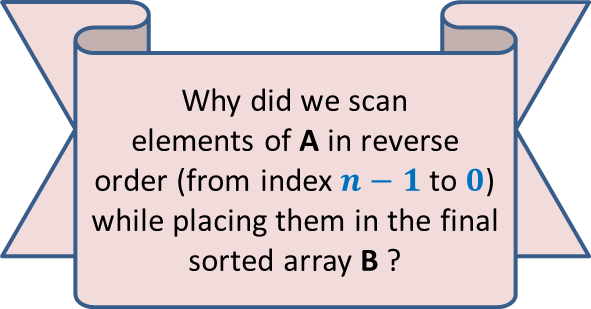 Why did we scan
elements of A in reverse
order (from index n − 1 to 0)
while placing them in the final
sorted array B ?